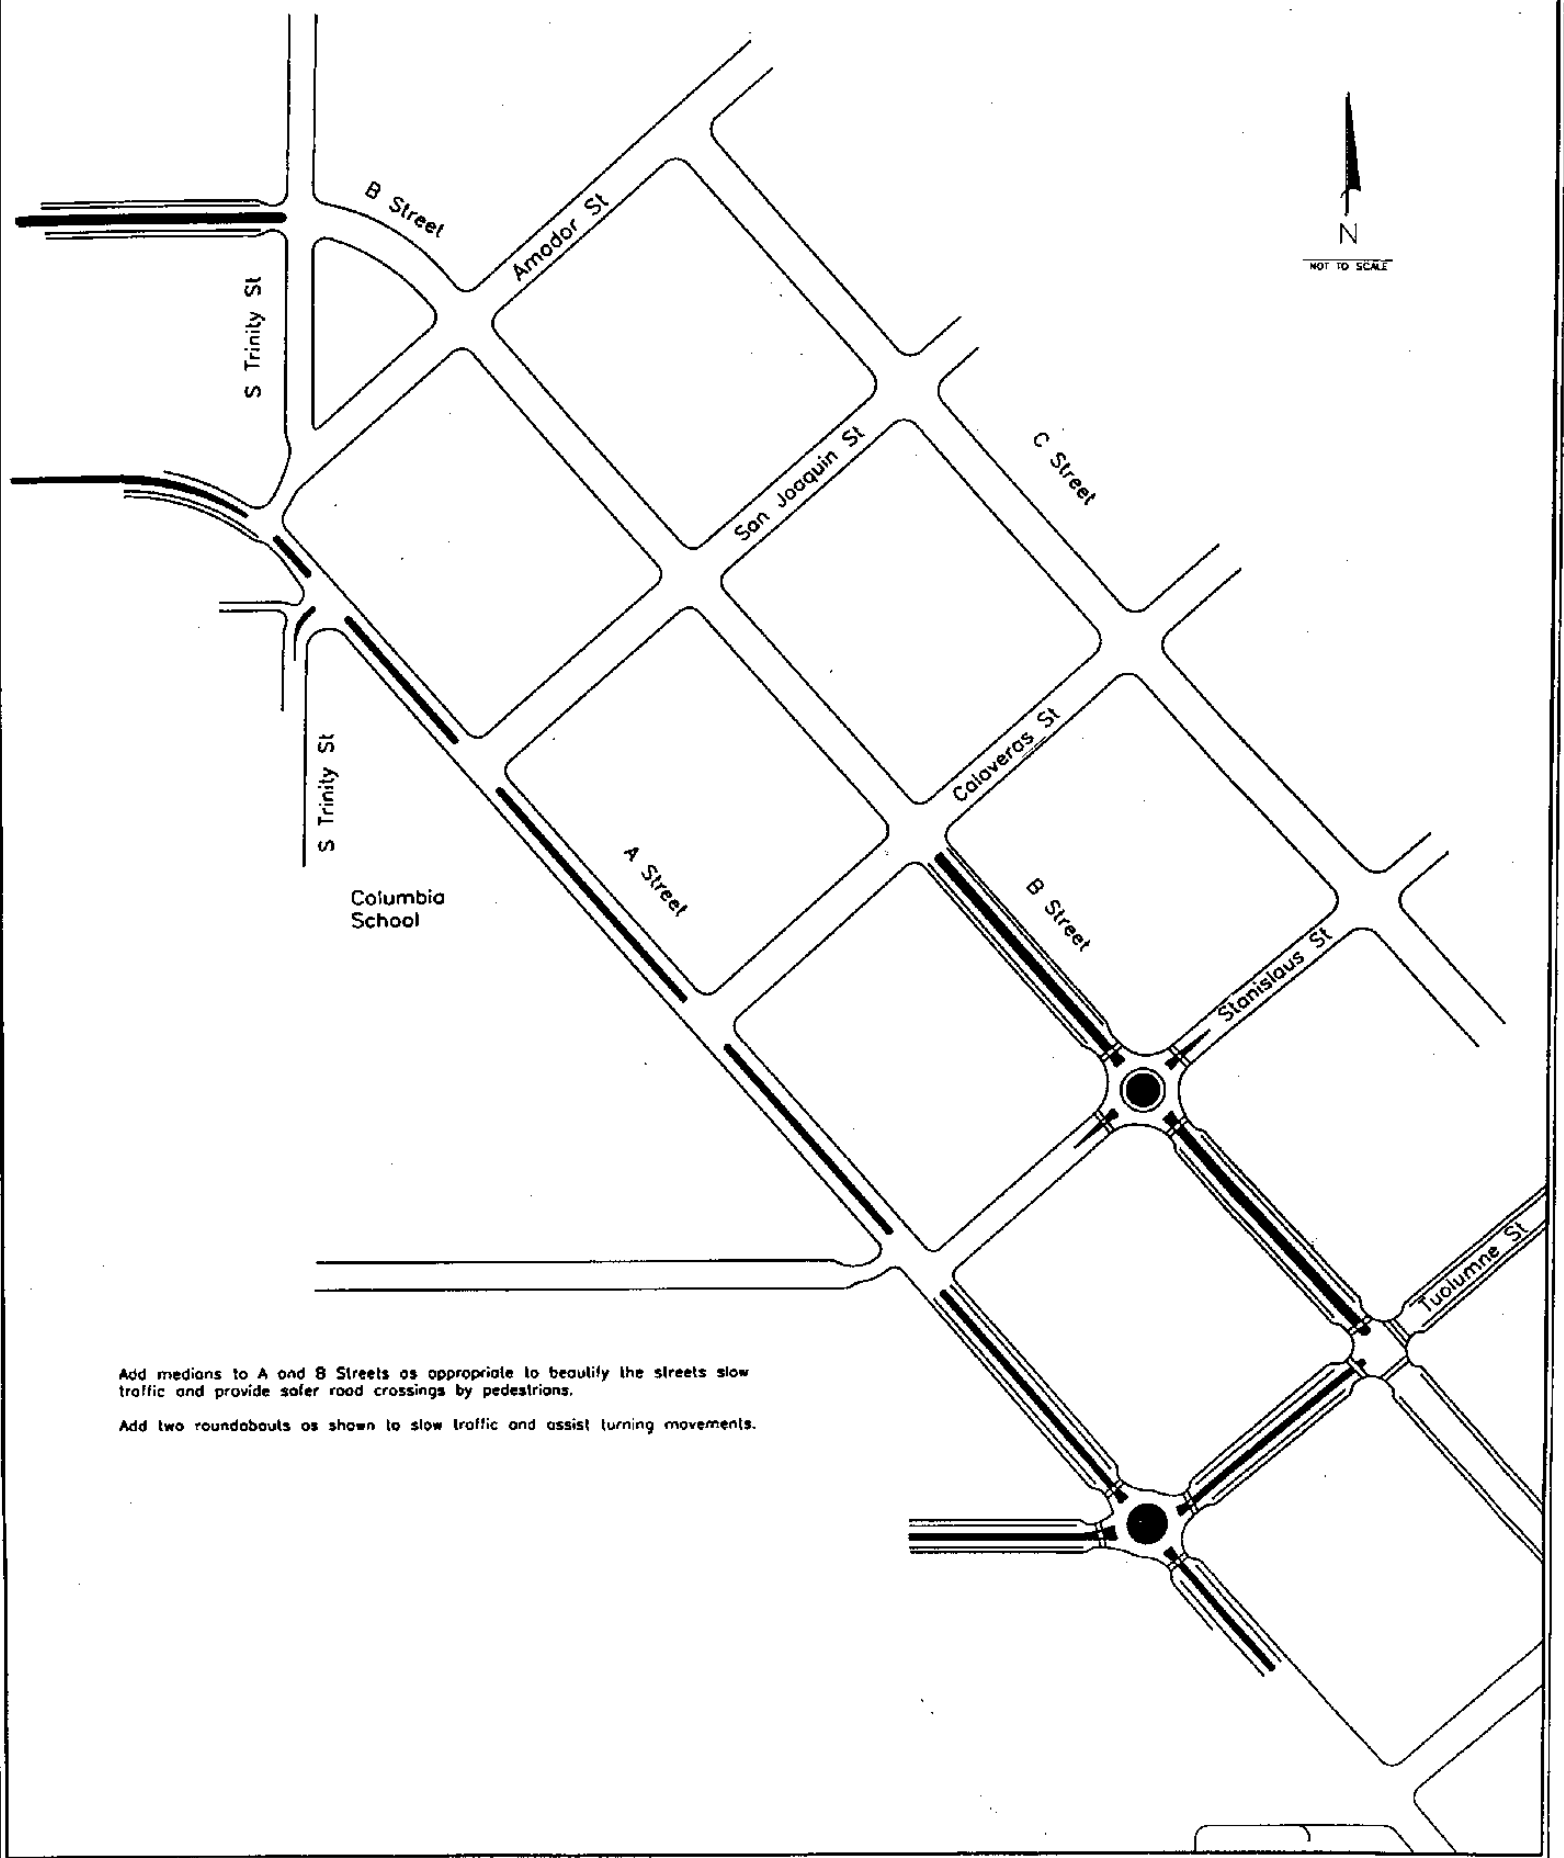 B Street
Amador St
N
NOT TO SCALE
S Trinity St
C Street
San Joaquin St
S Trinity St
Calaveras St
A Street
Columbia
School
B Street
Stanislaus St
Tuolumne St
Add medians to A and B Streets as appropriate to beautify the streets slow
traffic and provide safer road crossings by pedestrians.
Add two roundabouts as shown to slow traffic and assist turning movements.